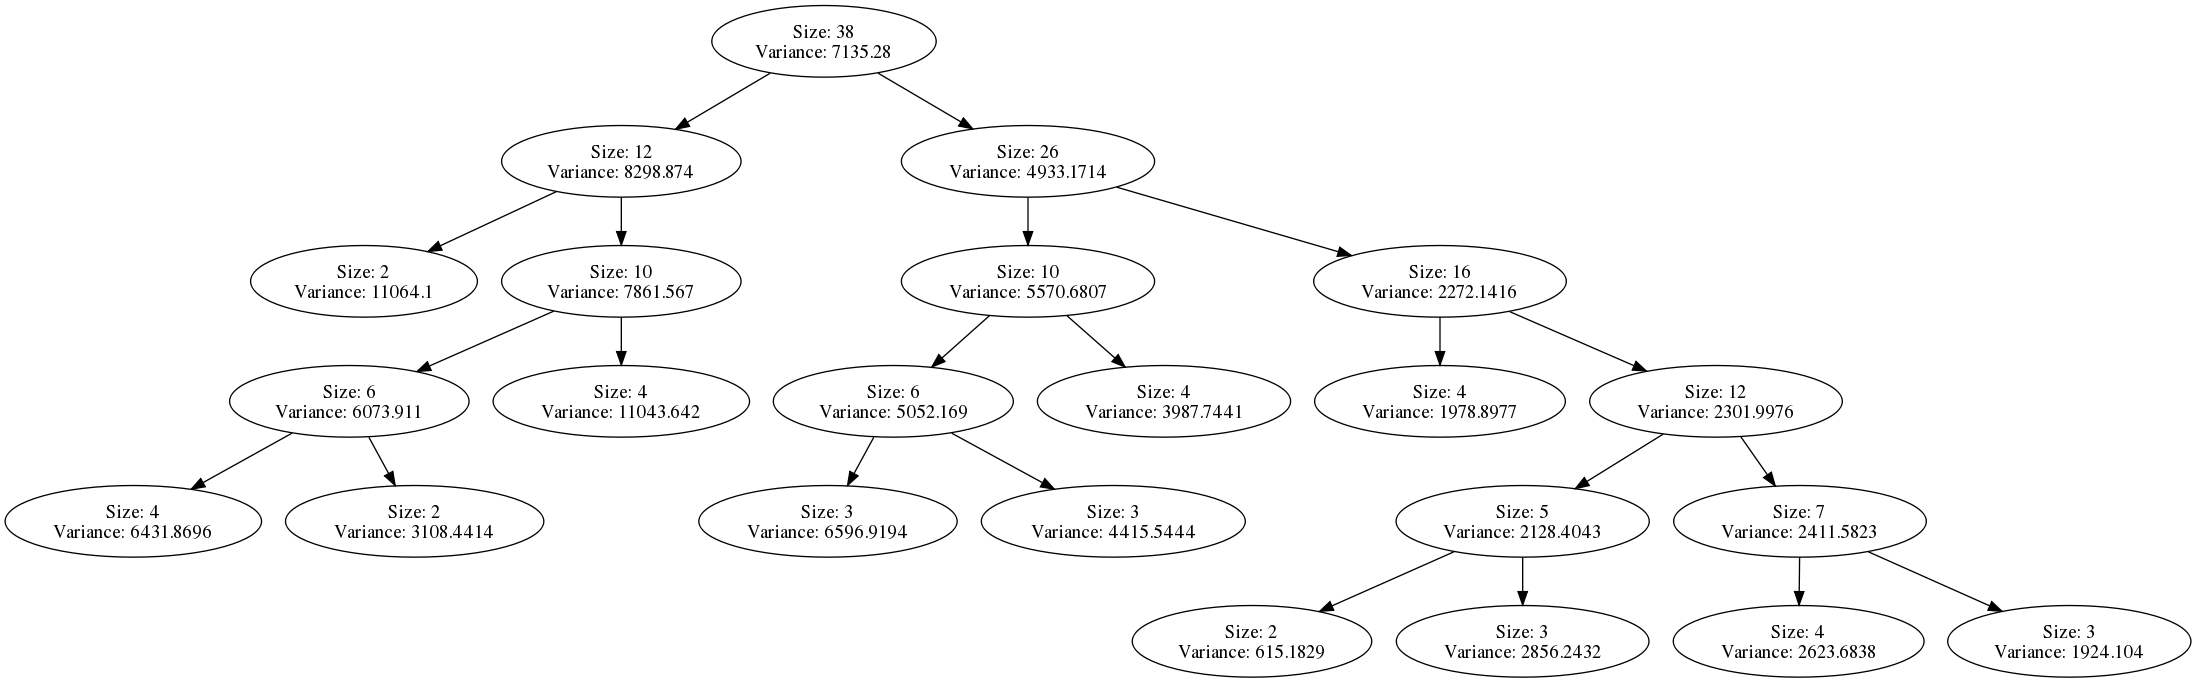 Size: 38
Variance: 7135.28
Size: 12
Variance: 8298.874
Size: 26
Variance: 4933.1714
Size: 2
Variance: 11064.1
Size: 10
Variance: 7861.567
Size: 10
Variance: 5570.6807
Size: 16
Variance: 2272.1416
Size: 6
Variance: 6073.911
Size: 4
Variance: 11043.642
Size: 6
Variance: 5052.169
Size: 4
Variance: 3987.7441
Size: 4
Variance: 1978.8977
Size: 12
Variance: 2301.9976
Size: 4
Variance: 6431.8696
Size: 2
Variance: 3108.4414
Size: 3
Variance: 6596.9194
Size: 3
Variance: 4415.5444
Size: 5
Variance: 2128.4043
Size: 7
Variance: 2411.5823
Size: 2
Variance: 615.1829
Size: 3
Variance: 2856.2432
Size: 4
Variance: 2623.6838
Size: 3
Variance: 1924.104